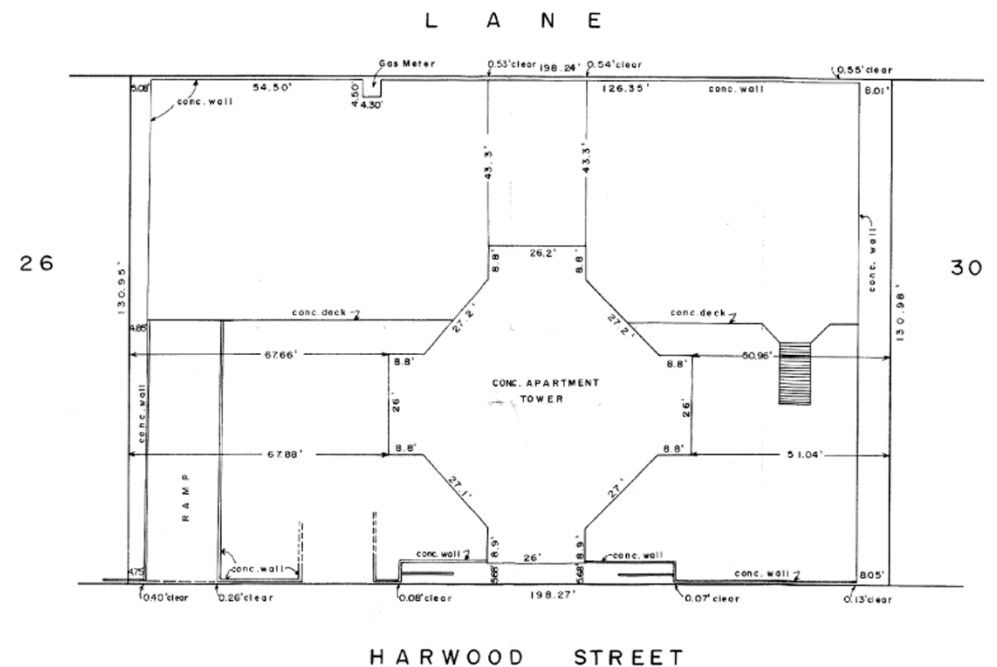 LANE
Gas Meter
0.53'clear 198.24' 0.54'clear
0.55'clear
5.08'
54.50'
4.50'
4.30'
126.35'
conc. wall
8.01'
conc. wall
43.3'
43.3'
conc. wall
26
130.95'
8.8'
26.2'
8.8'
30
130.98'
conc. deck
27.2'
27.2'
conc. deck
4.85'
67.66'
8.8'
8.8'
50.96'
CONC. APARTMENT
TOWER
conc. wall
26'
26'
67.88'
8.8'
8.8'
51.04'
RAMP
27.1'
27'
conc. wall
8.9'
26'
8.9'
conc. wall
4.75'
conc. wall
5.68'
5.68'
conc. wall
8.05'
0.40'clear
0.26'clear
0.08'clear
198.27'
0.07'clear
0.13'clear
HARWOOD STREET